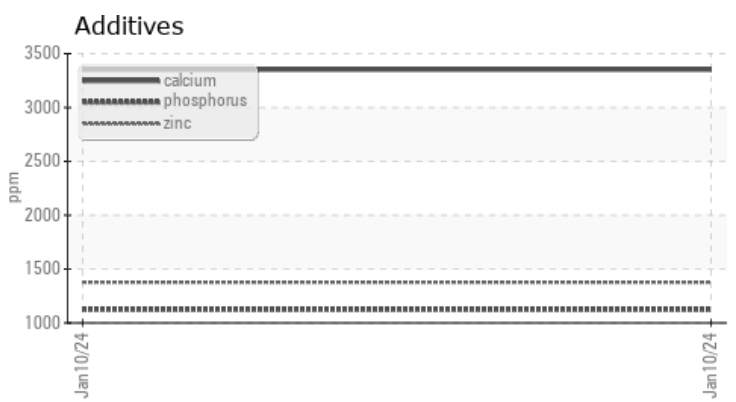 Additives
3500
3000
2500
2000
1500
1000
ppm
calcium
phosphorus
zinc
Jan10/24
Jan10/24